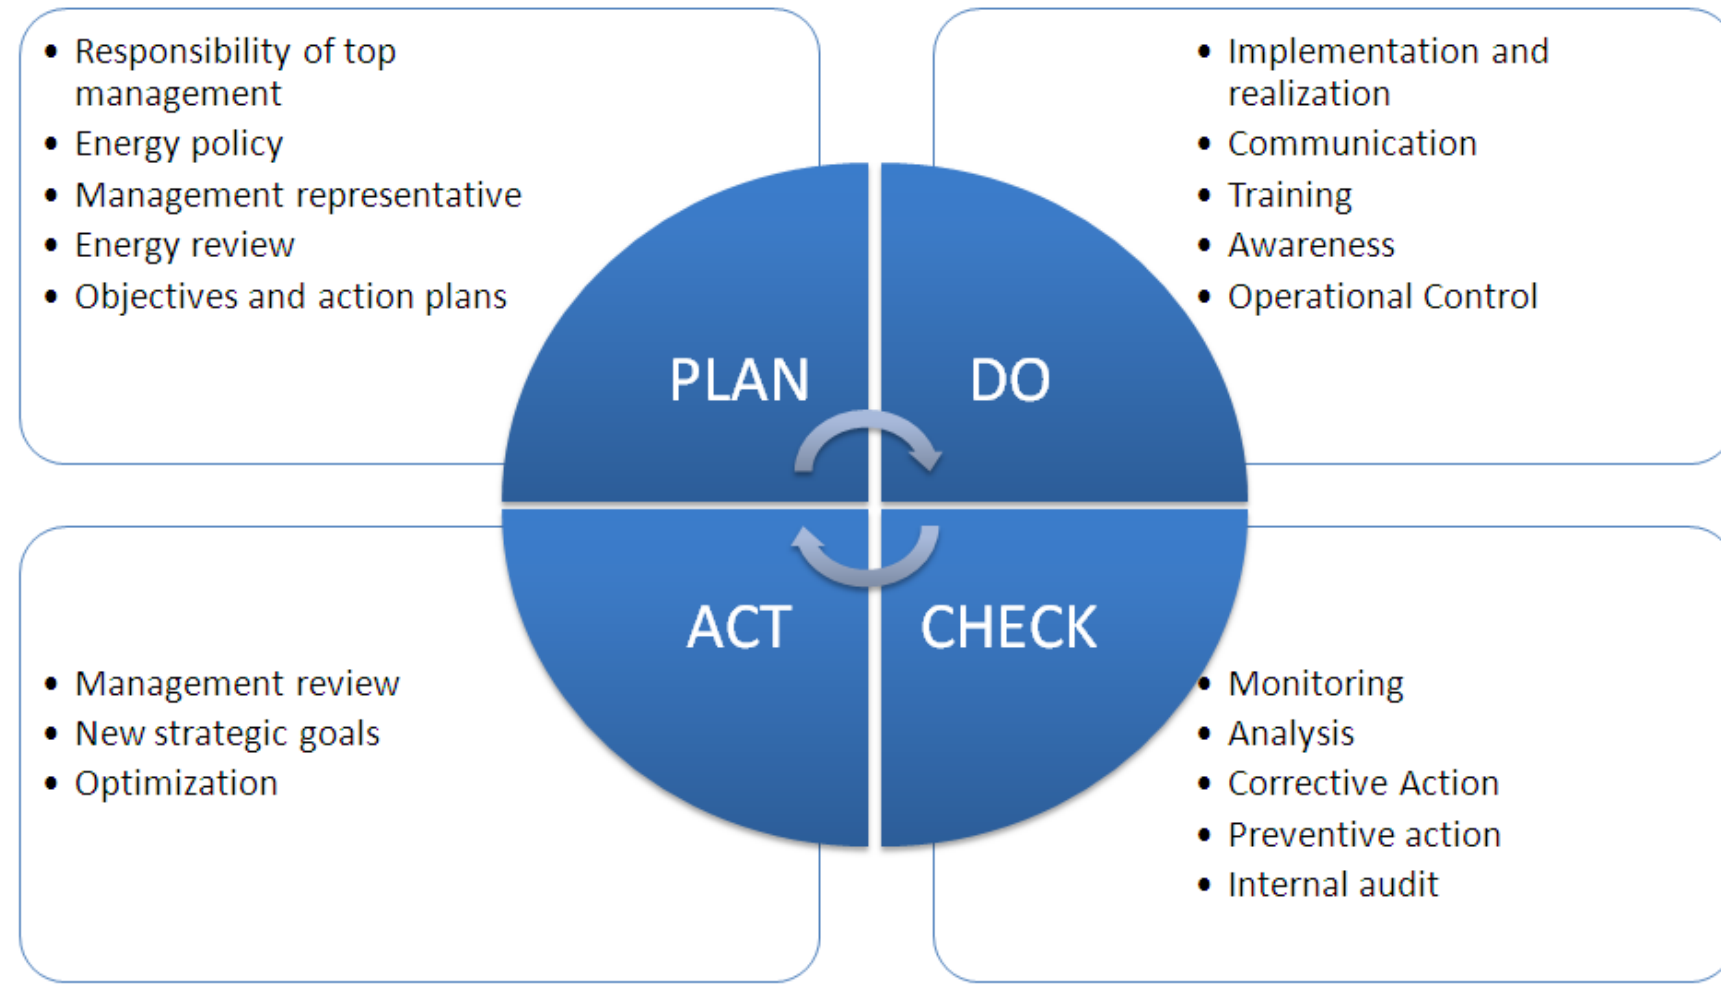 • Responsibility of top
management
• Energy policy
• Management representative
• Energy review
• Objectives and action plans
• Implementation and
realization
• Communication
• Training
• Awareness
• Operational Control
PLAN
DO
ACT
CHECK
• Management review
• New strategic goals
• Optimization
• Monitoring
• Analysis
• Corrective Action
• Preventive action
• Internal audit